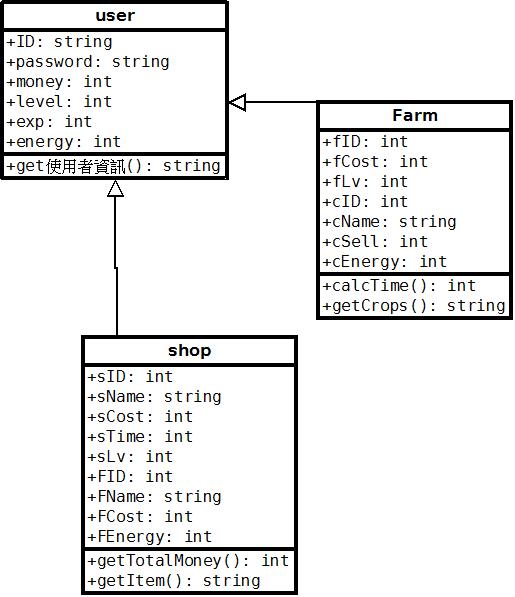 user
+ID: string
+password: string
+money: int
+level: int
+exp: int
+energy: int
+get使用者資訊(): string
Farm
+fID: int
+fCost: int
+fLv: int
+cID: int
+cName: string
+cSell: int
+cEnergy: int
+calcTime(): int
+getCrops(): string
shop
+sID: int
+sName: string
+sCost: int
+sTime: int
+sLv: int
+FID: int
+FName: string
+FCost: int
+FEnergy: int
+getTotalMoney(): int
+getItem(): string